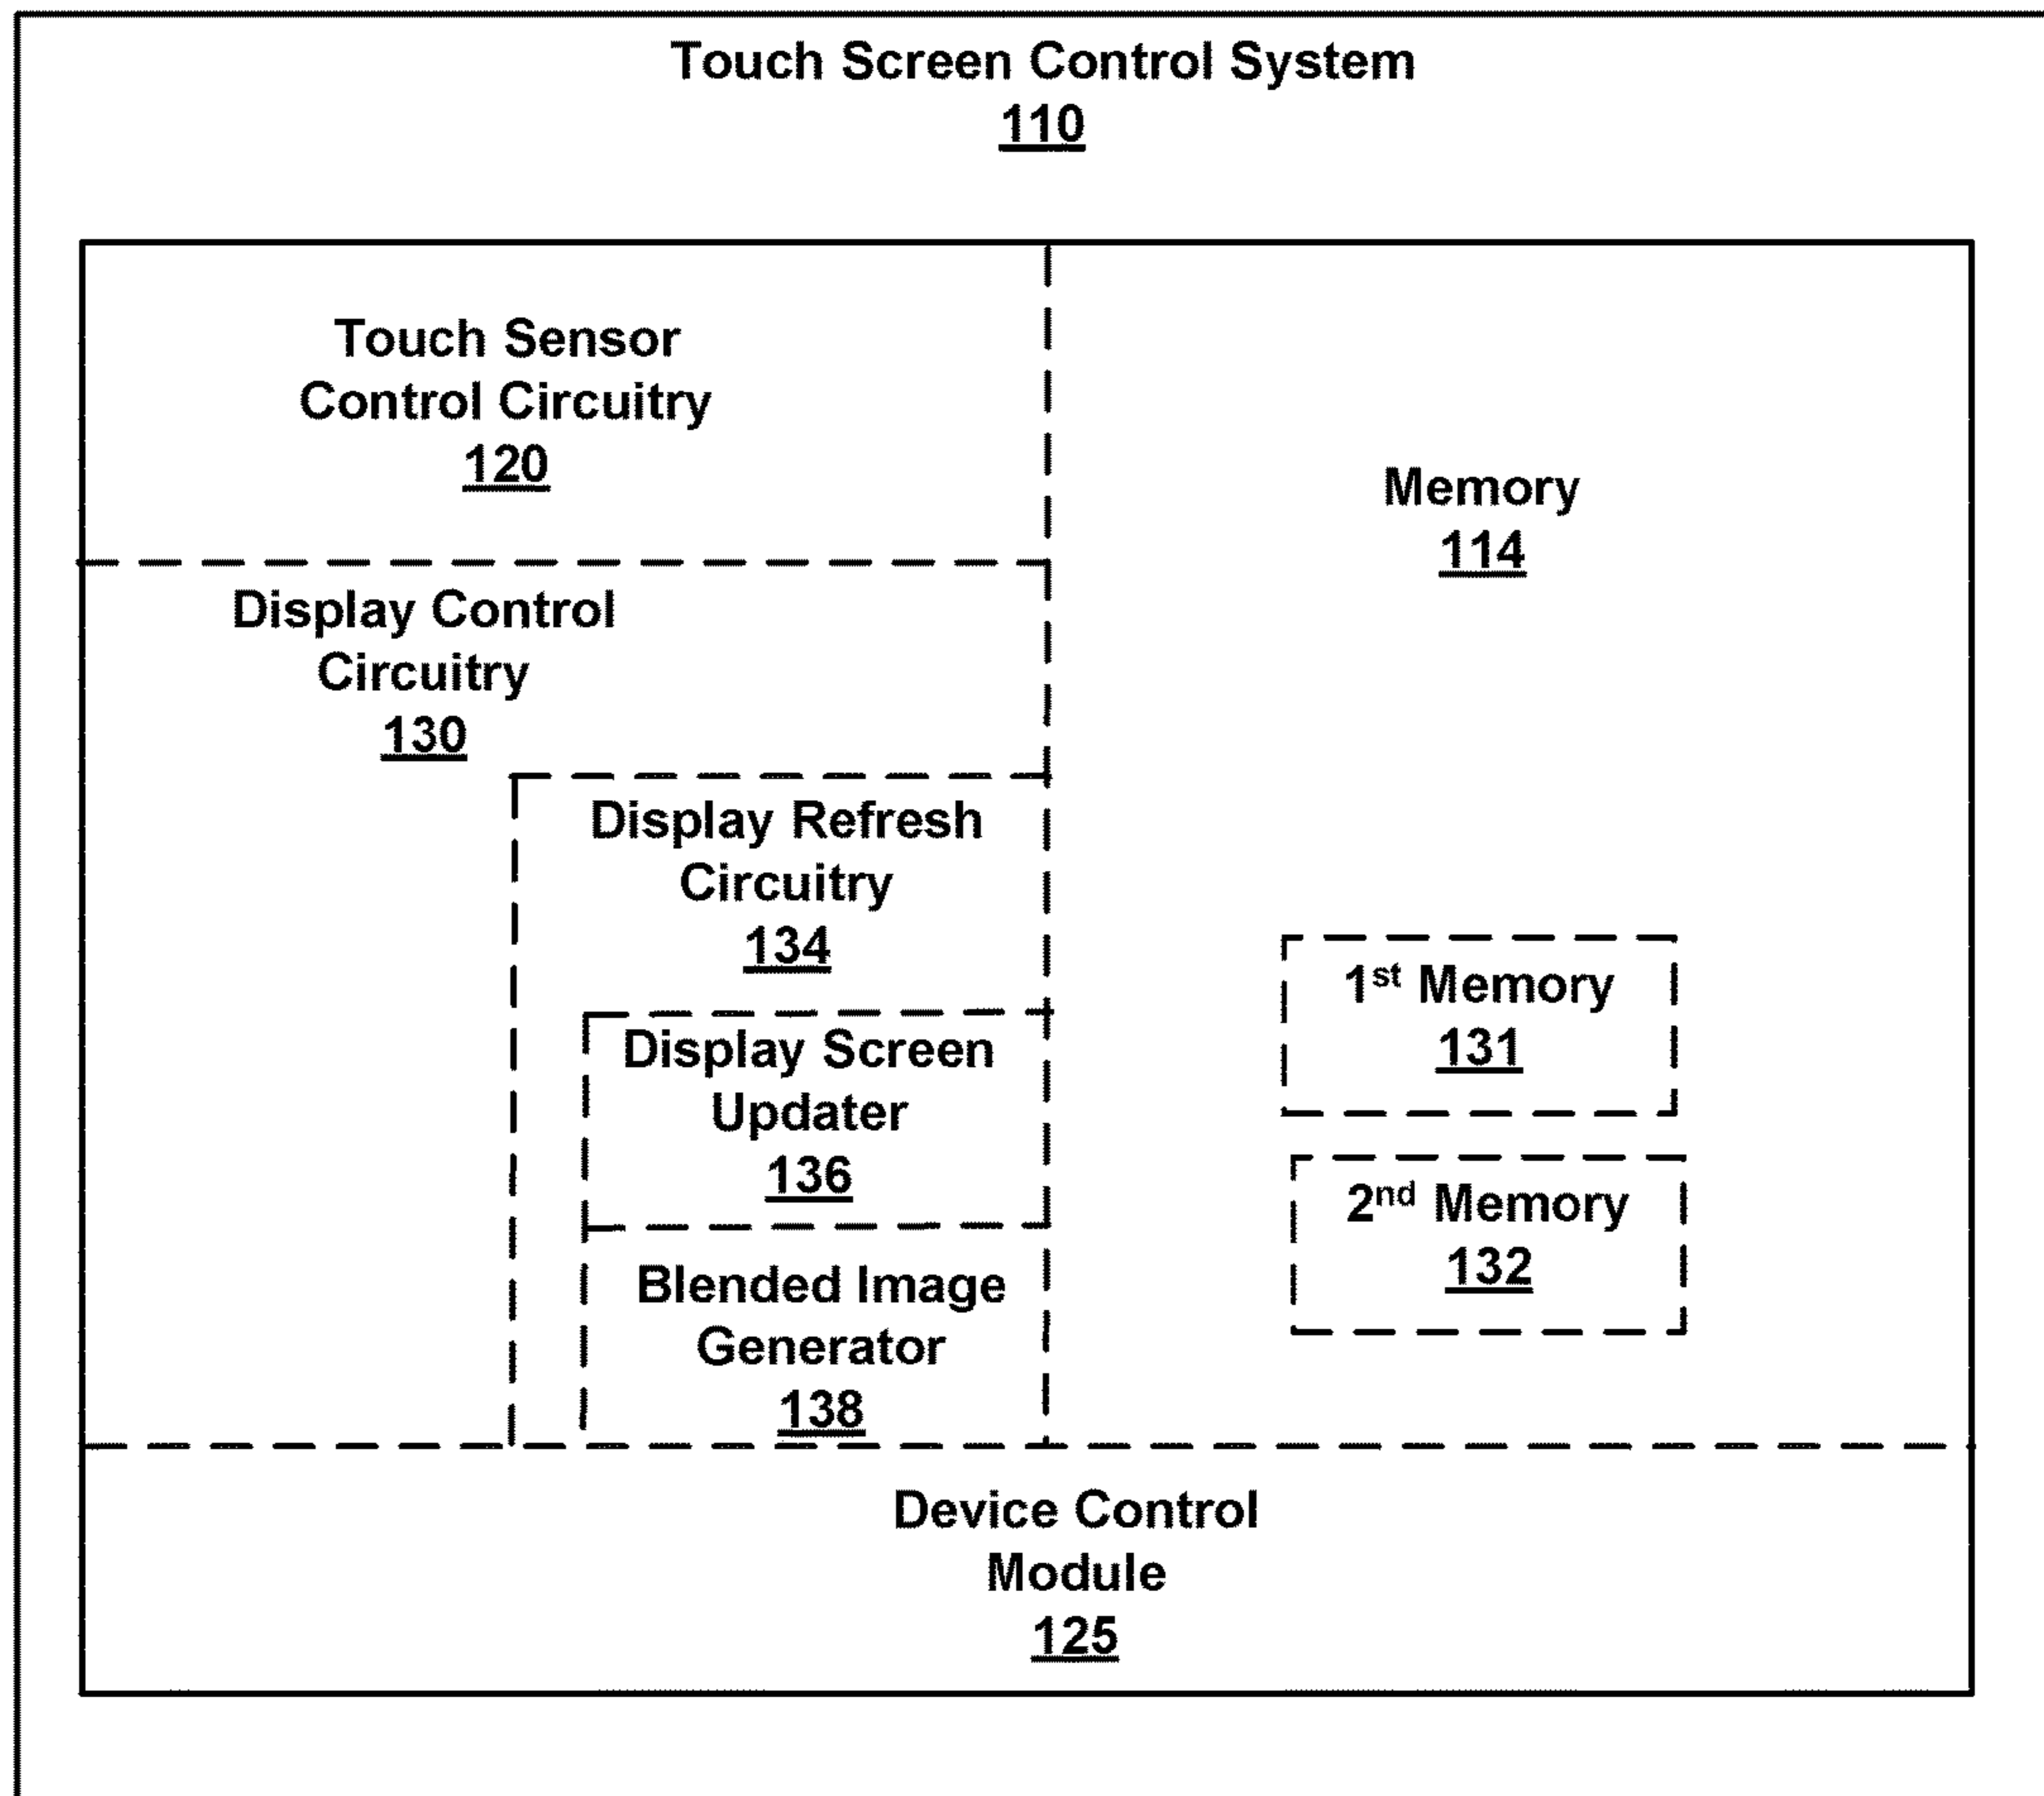 Touch Screen Control System
110
Touch Sensor
Control Circuitry
120
Display Control
Circuitry
130
Display Refresh
Circuitry
134
Display Screen
Updater
136
Blended Image
Generator
138
Memory
114
1st Memory
131
2nd Memory
132
Device Control
Module
125